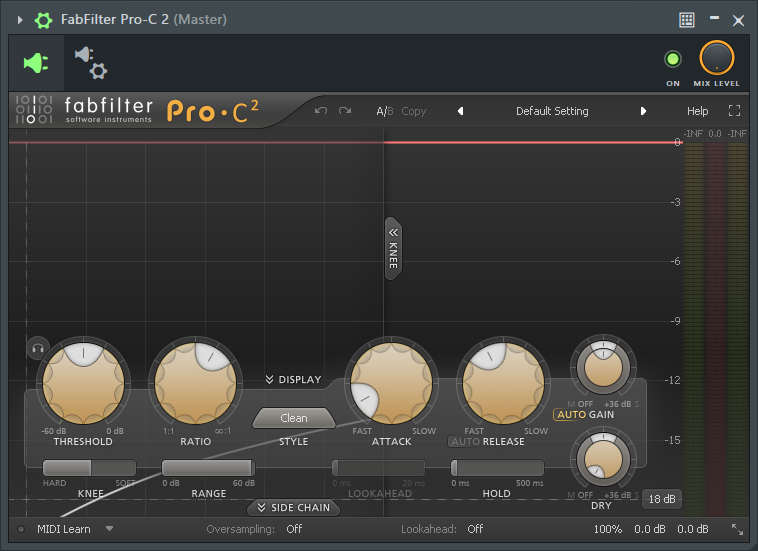 FabFilter Pro-C 2 (Master)
ON MIX LEVEL
fabfilter
software instruments
Pro·C²
A/B Copy
Default Setting
Help
-INF 0.0 -INF
0
-3
-6
-9
-12
-15
KNEE
DISPLAY
-60 dB 0 dB
THRESHOLD
1:1 ∞:1
RATIO
Clean
STYLE
FAST SLOW
ATTACK
FAST SLOW
AUTO RELEASE
M OFF +36 dB S
AUTO GAIN
HARD SOFT
KNEE
0 dB 60 dB
RANGE
0 ms 20 ms
LOOKAHEAD
0 ms 500 ms
HOLD
M OFF +36 dB S
DRY
18 dB
SIDE CHAIN
MIDI Learn
Oversampling: Off
Lookahead: Off
100% 0.0 dB 0.0 dB